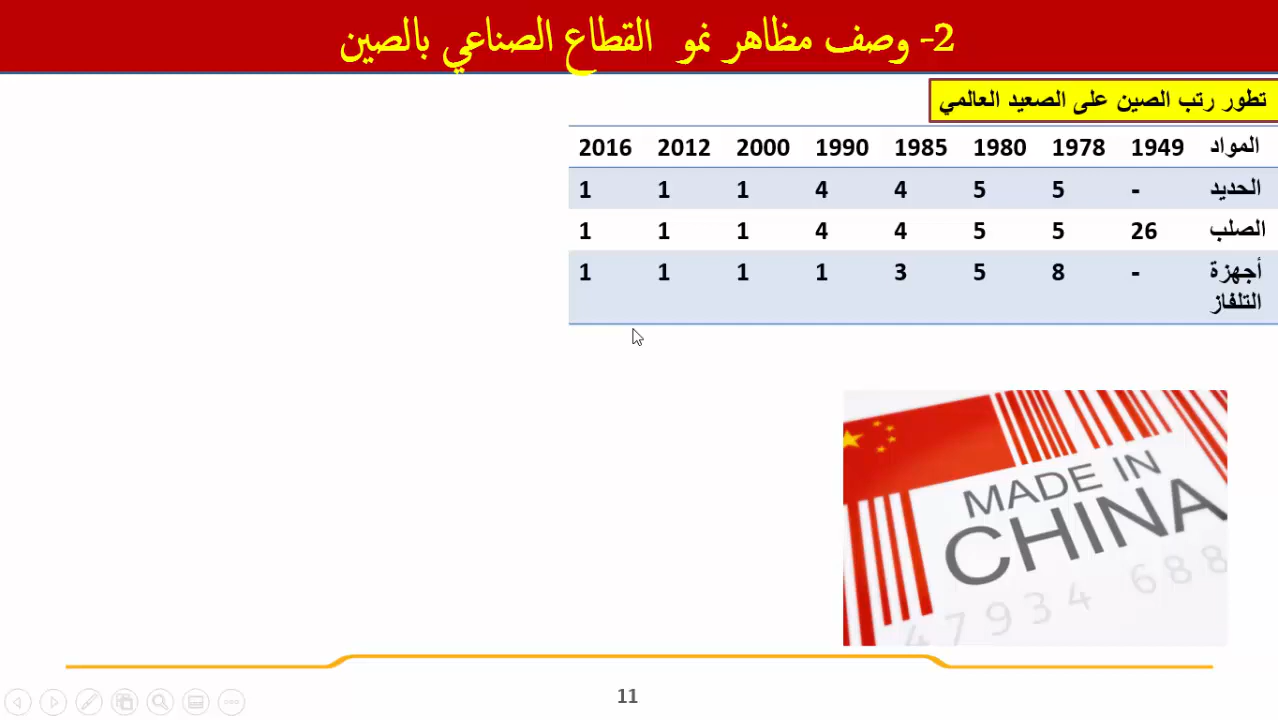 2- وصف مظاهر نمو القطاع الصناعي بالصين
تطور رتب الصين على الصعيد العالمي
المواد 1949 1978 1980 1985 1990 2000 2012 2016
الحديد - 5 5 4 4 1 1 1
الصلب 26 5 5 4 4 1 1 1
أجهزة التلفاز - 8 5 3 1 1 1 1
MADE IN
CHINA
47934 688
11